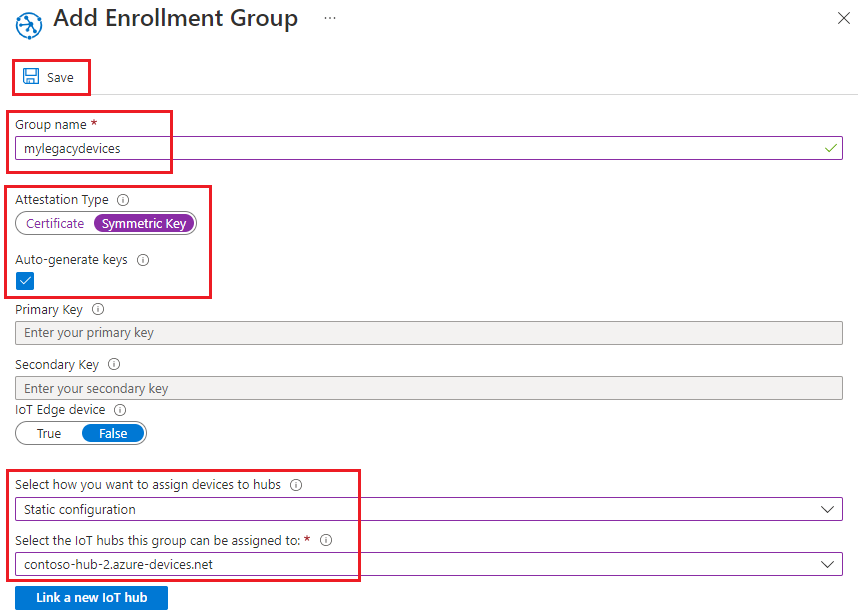 Add Enrollment Group ...
Save
Group name *
mylegacydevices
Attestation Type
Certificate Symmetric Key
Auto-generate keys
Primary Key
Enter your primary key
Secondary Key
Enter your secondary key
IoT Edge device
True False
Select how you want to assign devices to hubs
Static configuration
Select the IoT hubs this group can be assigned to: *
contoso-hub-2.azure-devices.net
Link a new IoT hub